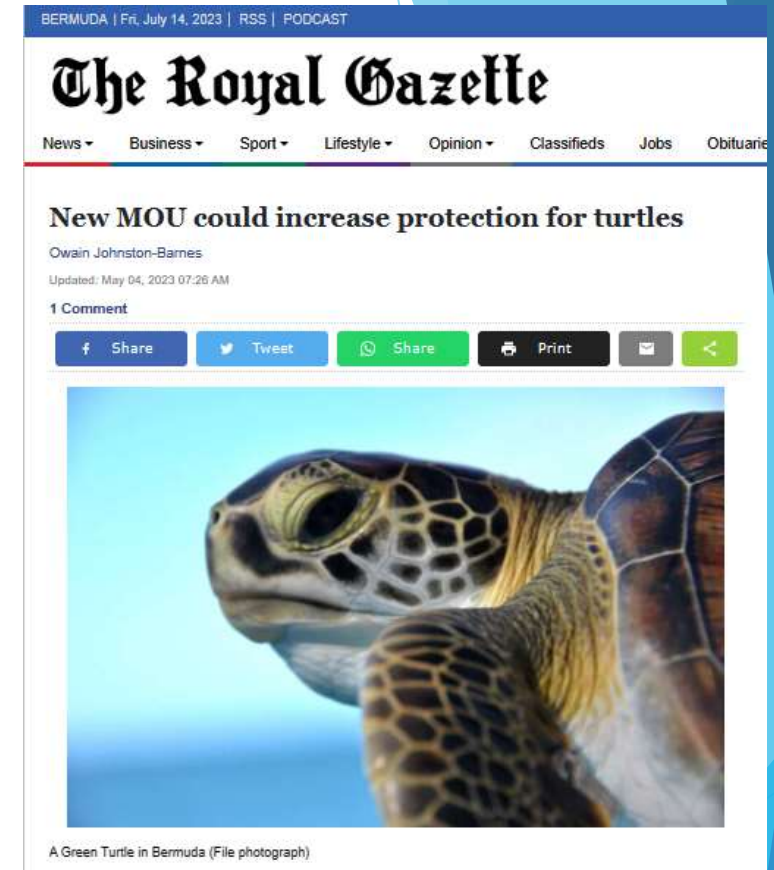 BERMUDA | Fri, July 14, 2023 | RSS | PODCAST
The Royal Gazette
News Business Sport Lifestyle Opinion Classifieds Jobs Obituarie
New MOU could increase protection for turtles
Owain Johnston-Barnes
Updated: May 04, 2023 07:26 AM
1 Comment
Share Tweet Share Print
A Green Turtle in Bermuda (File photograph)